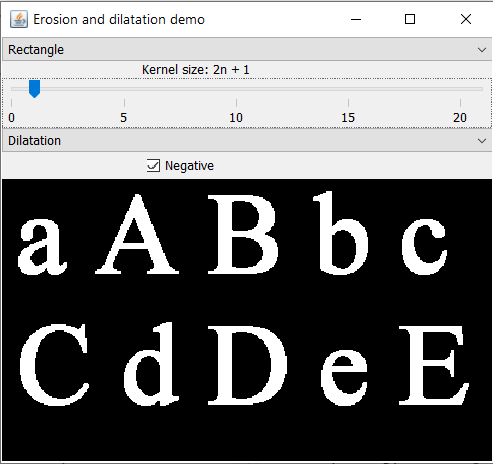 Erosion and dilatation demo
Rectangle
Kernel size: 2n + 1
0 5 10 15 20
Dilatation
Negative
a A B b c
C d D e E